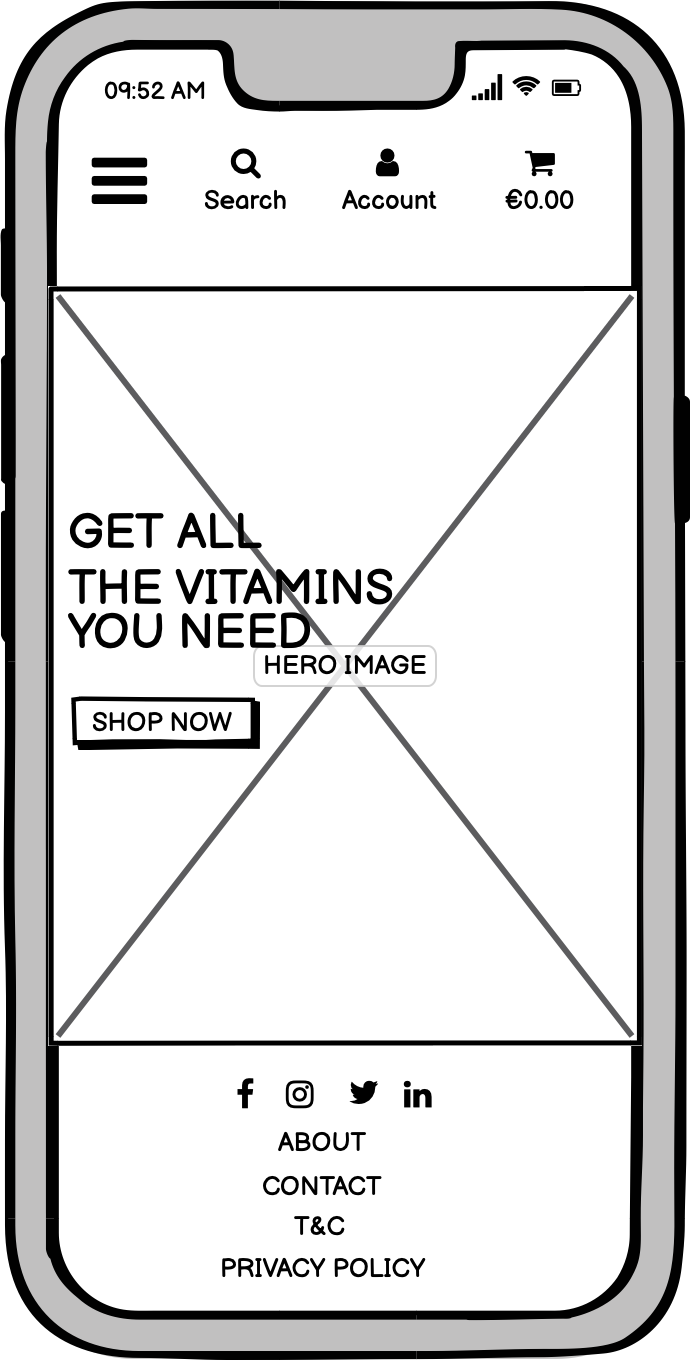 09:52 AM
Search Account €0.00
GET ALL
THE VITAMINS
YOU NEED
HERO IMAGE
SHOP NOW
ABOUT
CONTACT
T&C
PRIVACY POLICY